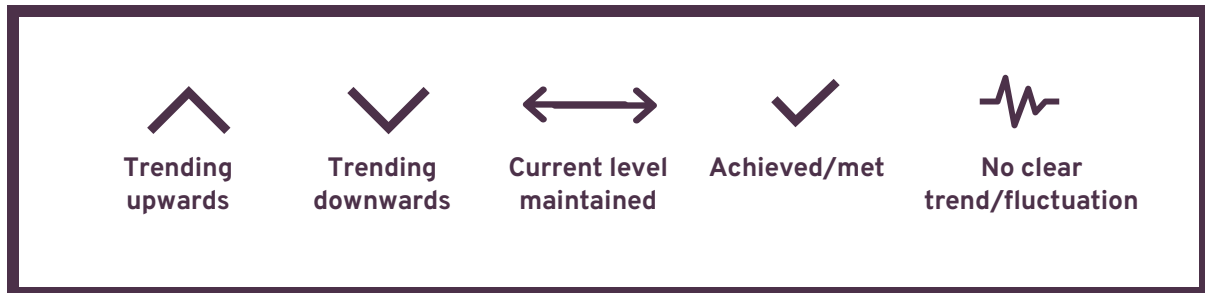 Trending
upwards
Trending
downwards
Current level
maintained
Achieved/met
No clear
trend/fluctuation